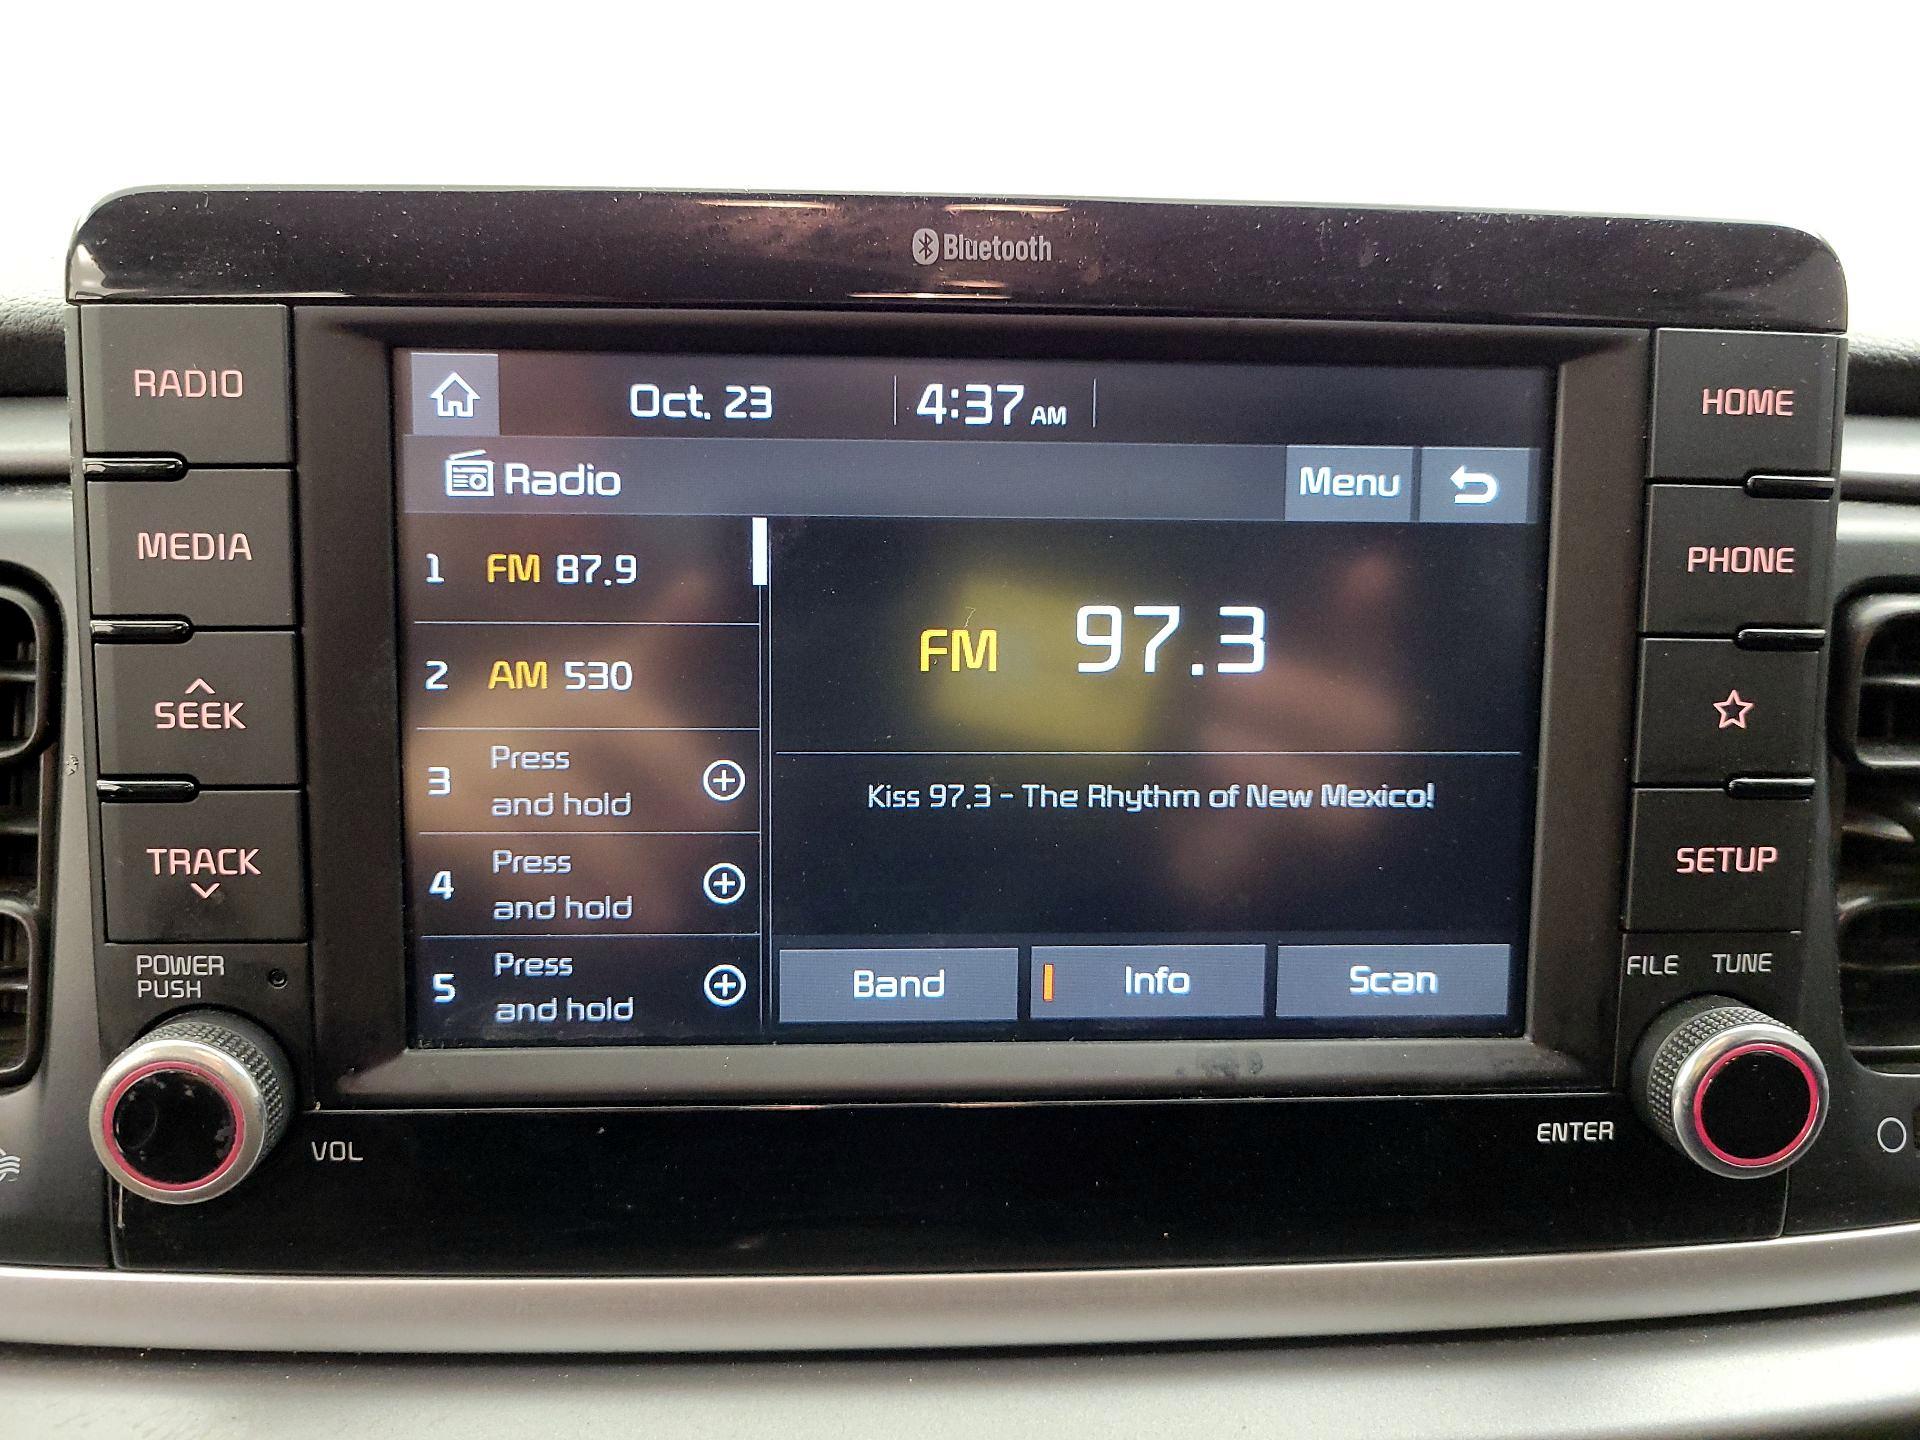 Bluetooth
RADIO
MEDIA
SEEK
TRACK
POWER
PUSH
VOL
Oct. 23
4:37 AM
Radio
Menu
1 FM 87.9
2 AM 530
3 Press
and hold
4 Press
and hold
5 Press
and hold
FM 97.3
Kiss 97.3 - The Rhythm of New Mexico!
Band
Info
Scan
HOME
PHONE
SETUP
FILE TUNE
ENTER